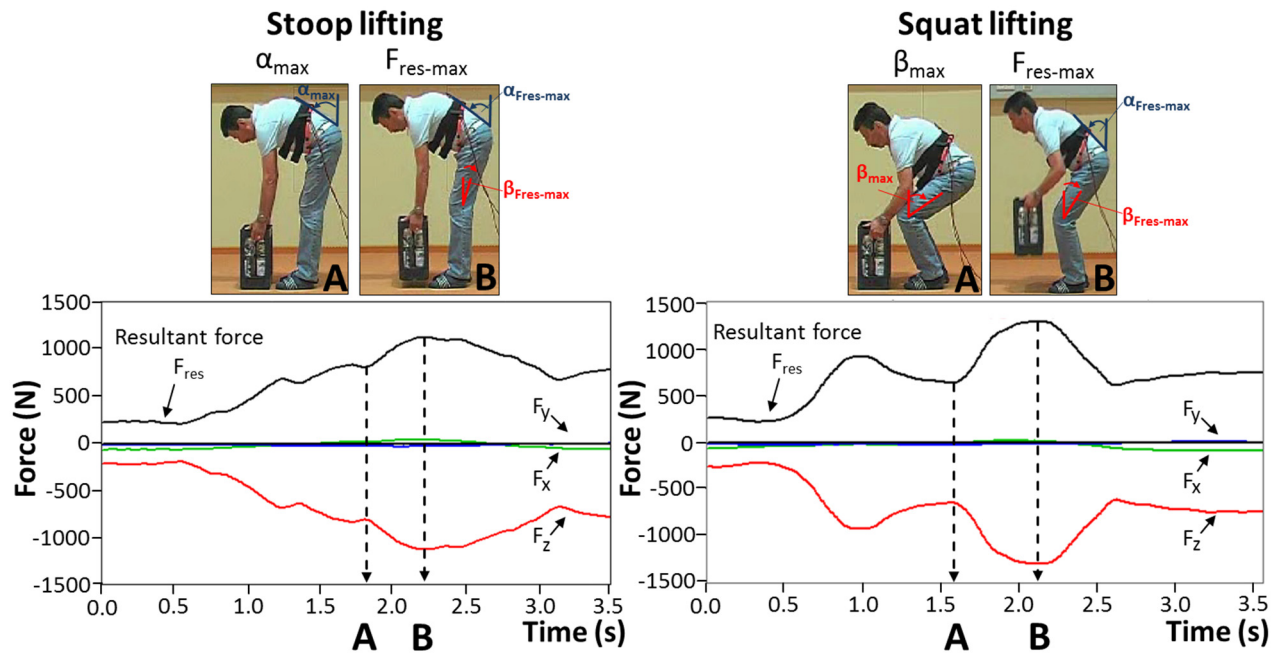 Stoop lifting
αmax
Fres-max
αmax
αFres-max
βFres-max
A
B
1500
1000
500
0
-500
-1000
-1500
Force (N)
Resultant force
Fres
Fy
Fx
Fz
0.0 0.5 1.0 1.5 2.0 2.5 3.0 3.5
A B Time (s)
Squat lifting
βmax
Fres-max
αFres-max
βmax
βFres-max
A
B
1500
1000
500
0
-500
-1000
-1500
Force (N)
Resultant force
Fres
Fy
Fx
Fz
0.0 0.5 1.0 1.5 2.0 2.5 3.0 3.5
A B Time (s)